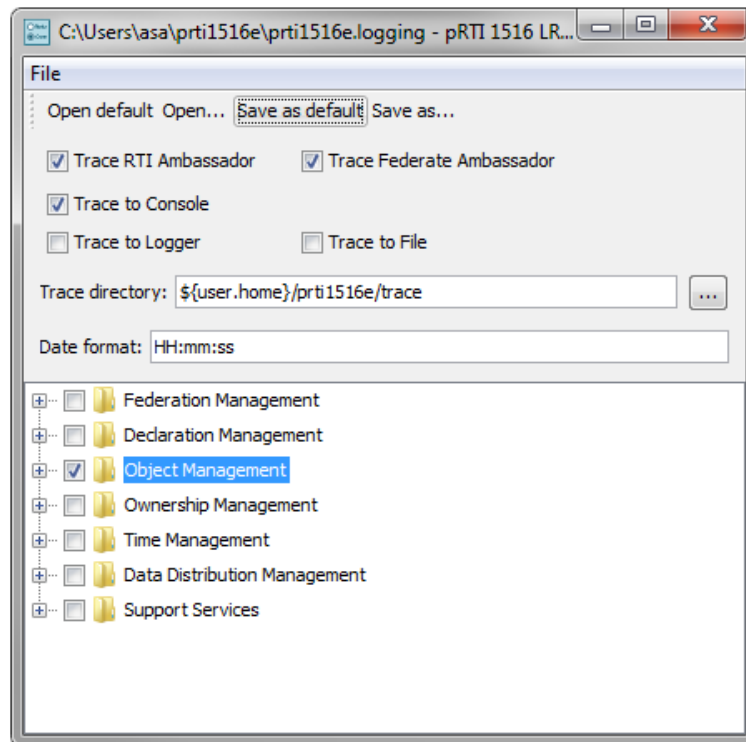 C:\Users\asa\prti1516e\prti1516e.logging - pRTI 1516 LR...
File
Open default Open... Save as default Save as...
Trace RTI Ambassador Trace Federate Ambassador
Trace to Console
Trace to Logger Trace to File
Trace directory: ${user.home}/prti1516e/trace ...
Date format: HH:mm:ss
Federation Management
Declaration Management
Object Management
Ownership Management
Time Management
Data Distribution Management
Support Services